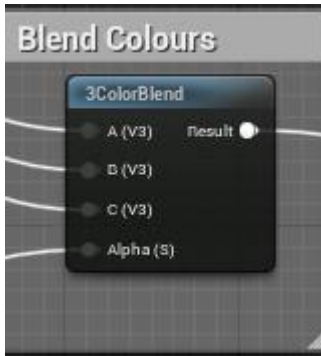 Blend Colours
3ColorBlend
A (V3) Result
B (V3)
C (V3)
Alpha (S)